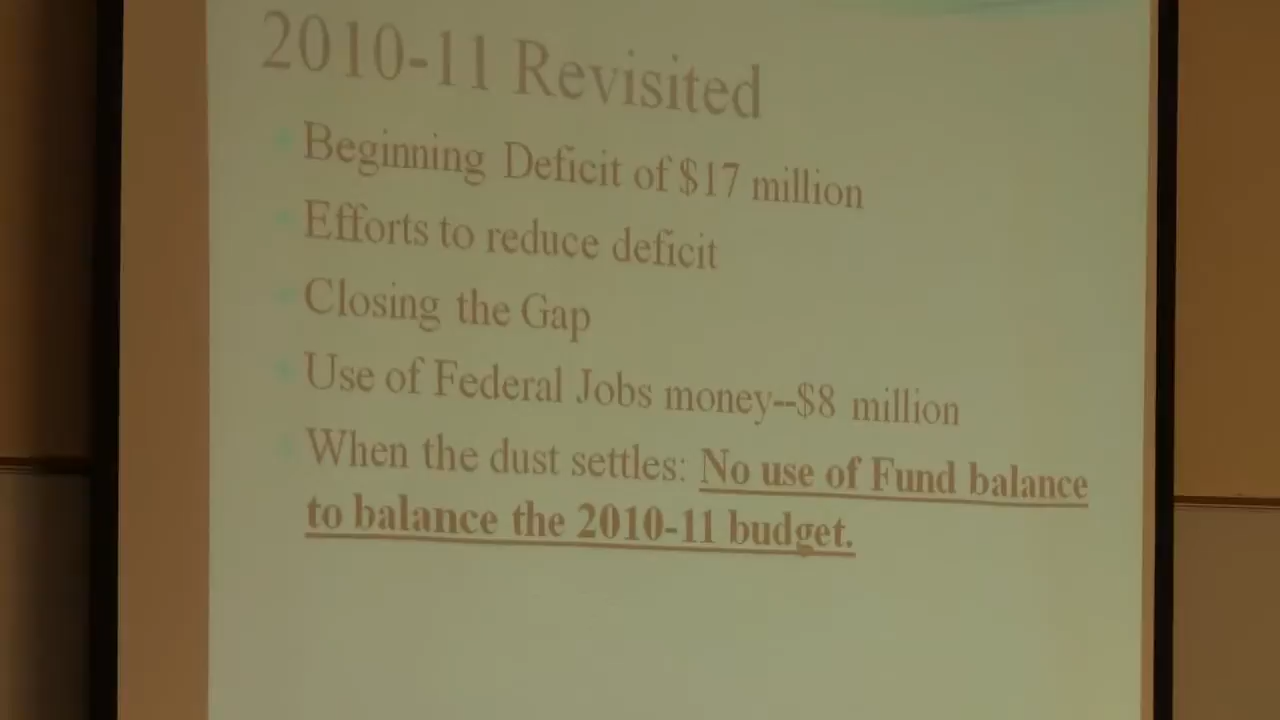 2010-11 Revisited
Beginning Deficit of $17 million
Efforts to reduce deficit
Closing the Gap
Use of Federal Jobs money--$8 million
When the dust settles: No use of Fund balance
to balance the 2010-11 budget.